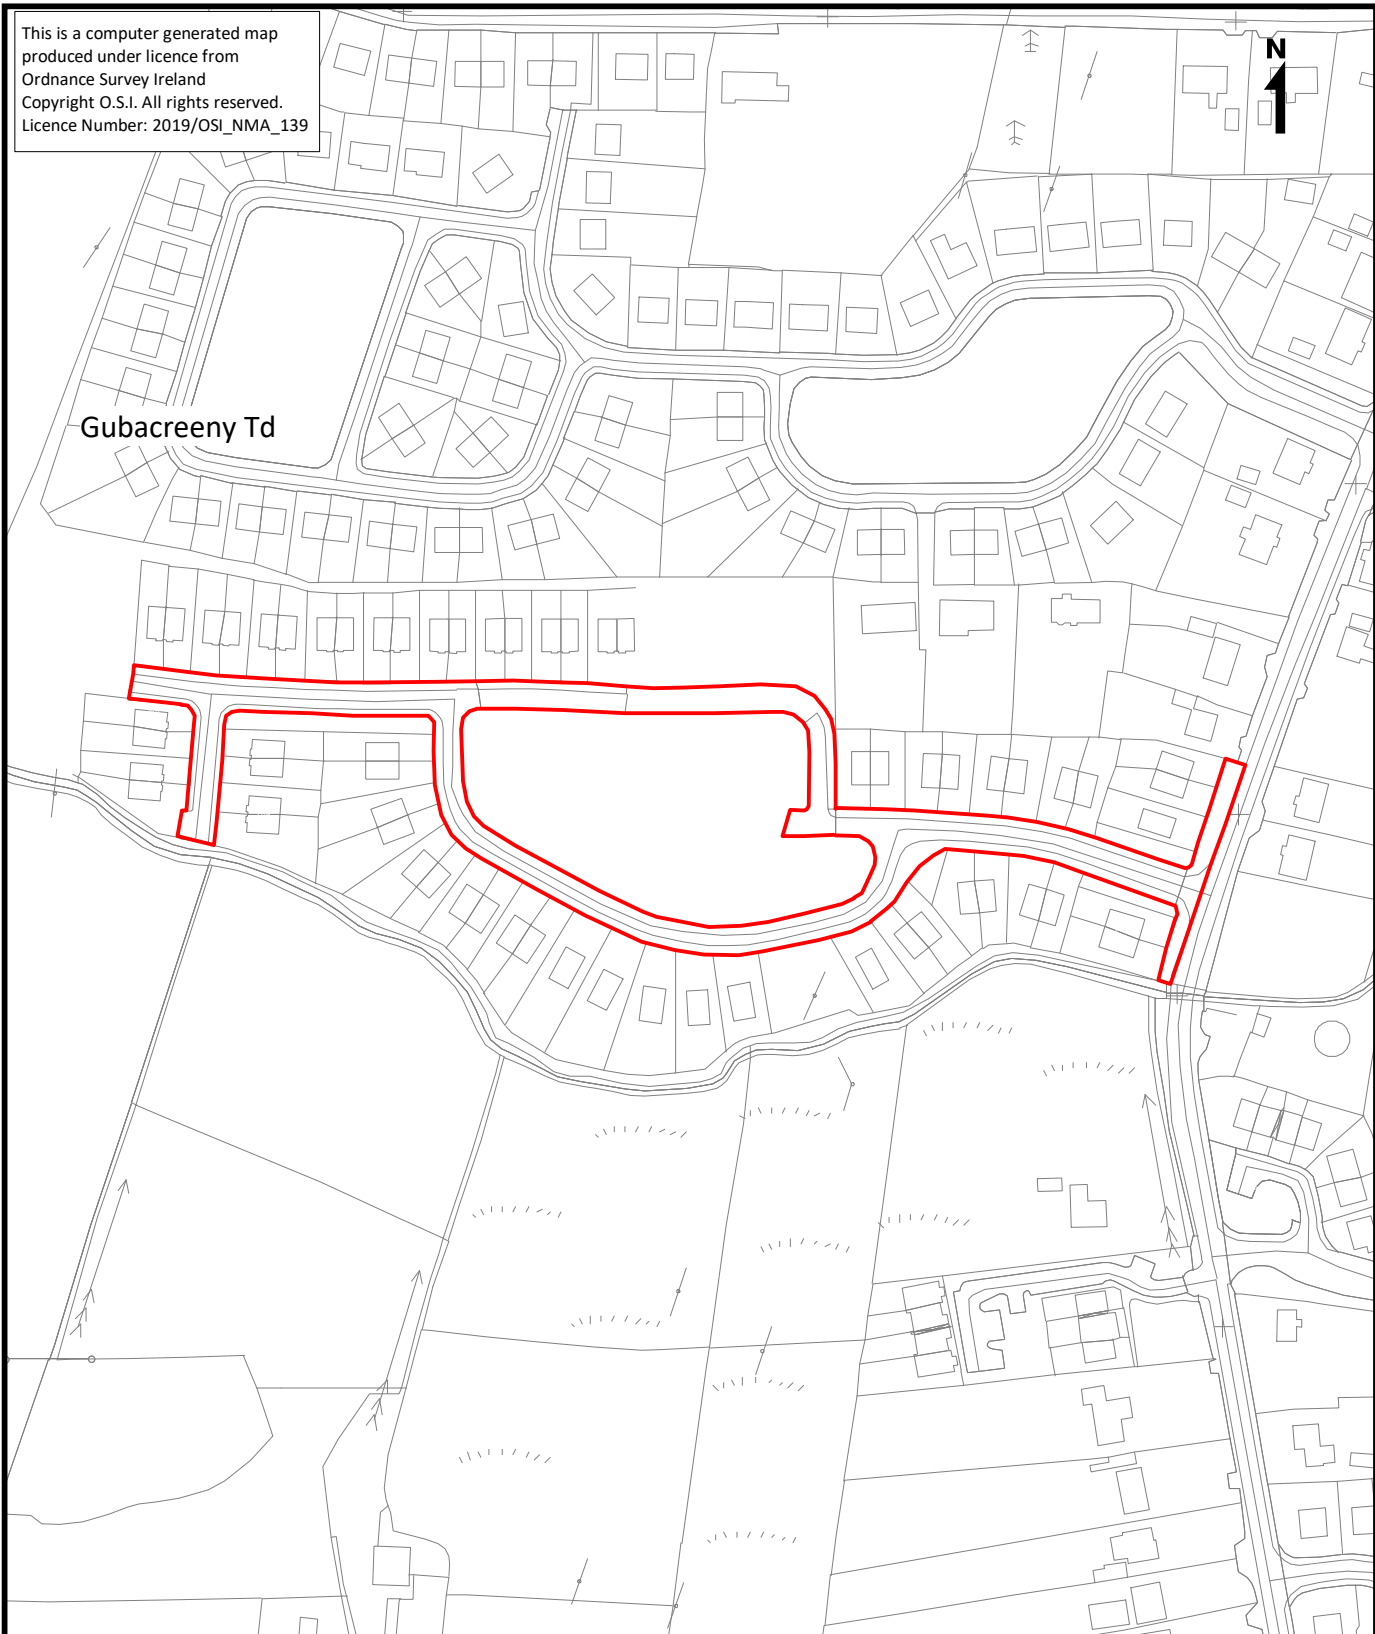 This is a computer generated map
produced under licence from
Ordnance Survey Ireland
Copyright O.S.I. All rights reserved.
Licence Number: 2019/OSI_NMA_139
N
Gubacreeny Td